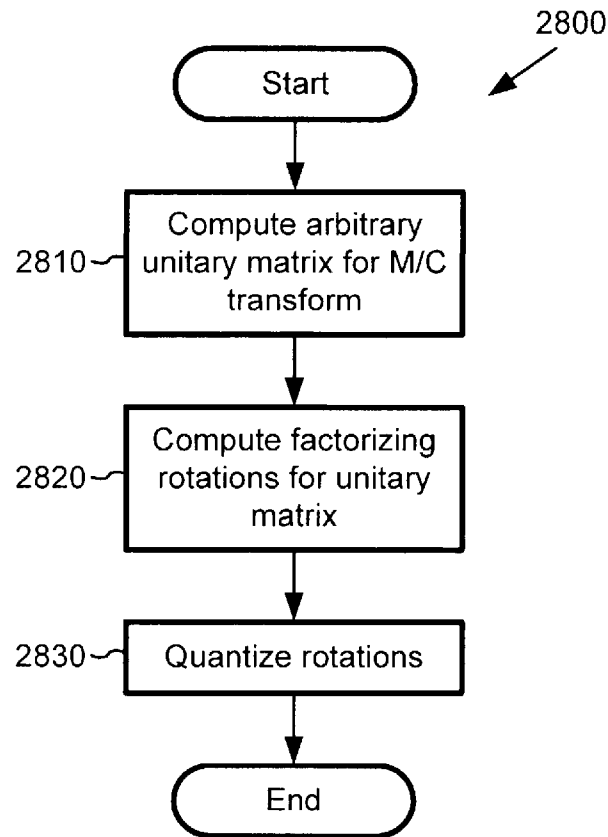 2800
Start
2810
Compute arbitrary
unitary matrix for M/C
transform
2820
Compute factorizing
rotations for unitary
matrix
2830
Quantize rotations
End